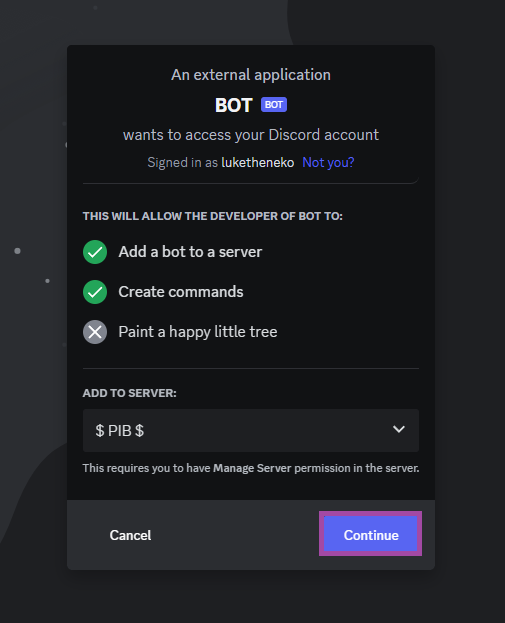 An external application
BOT BOT
wants to access your Discord account
Signed in as luketheneko Not you?
THIS WILL ALLOW THE DEVELOPER OF BOT TO:
Add a bot to a server
Create commands
Paint a happy little tree
ADD TO SERVER:
$ PIB $
This requires you to have Manage Server permission in the server.
Cancel Continue